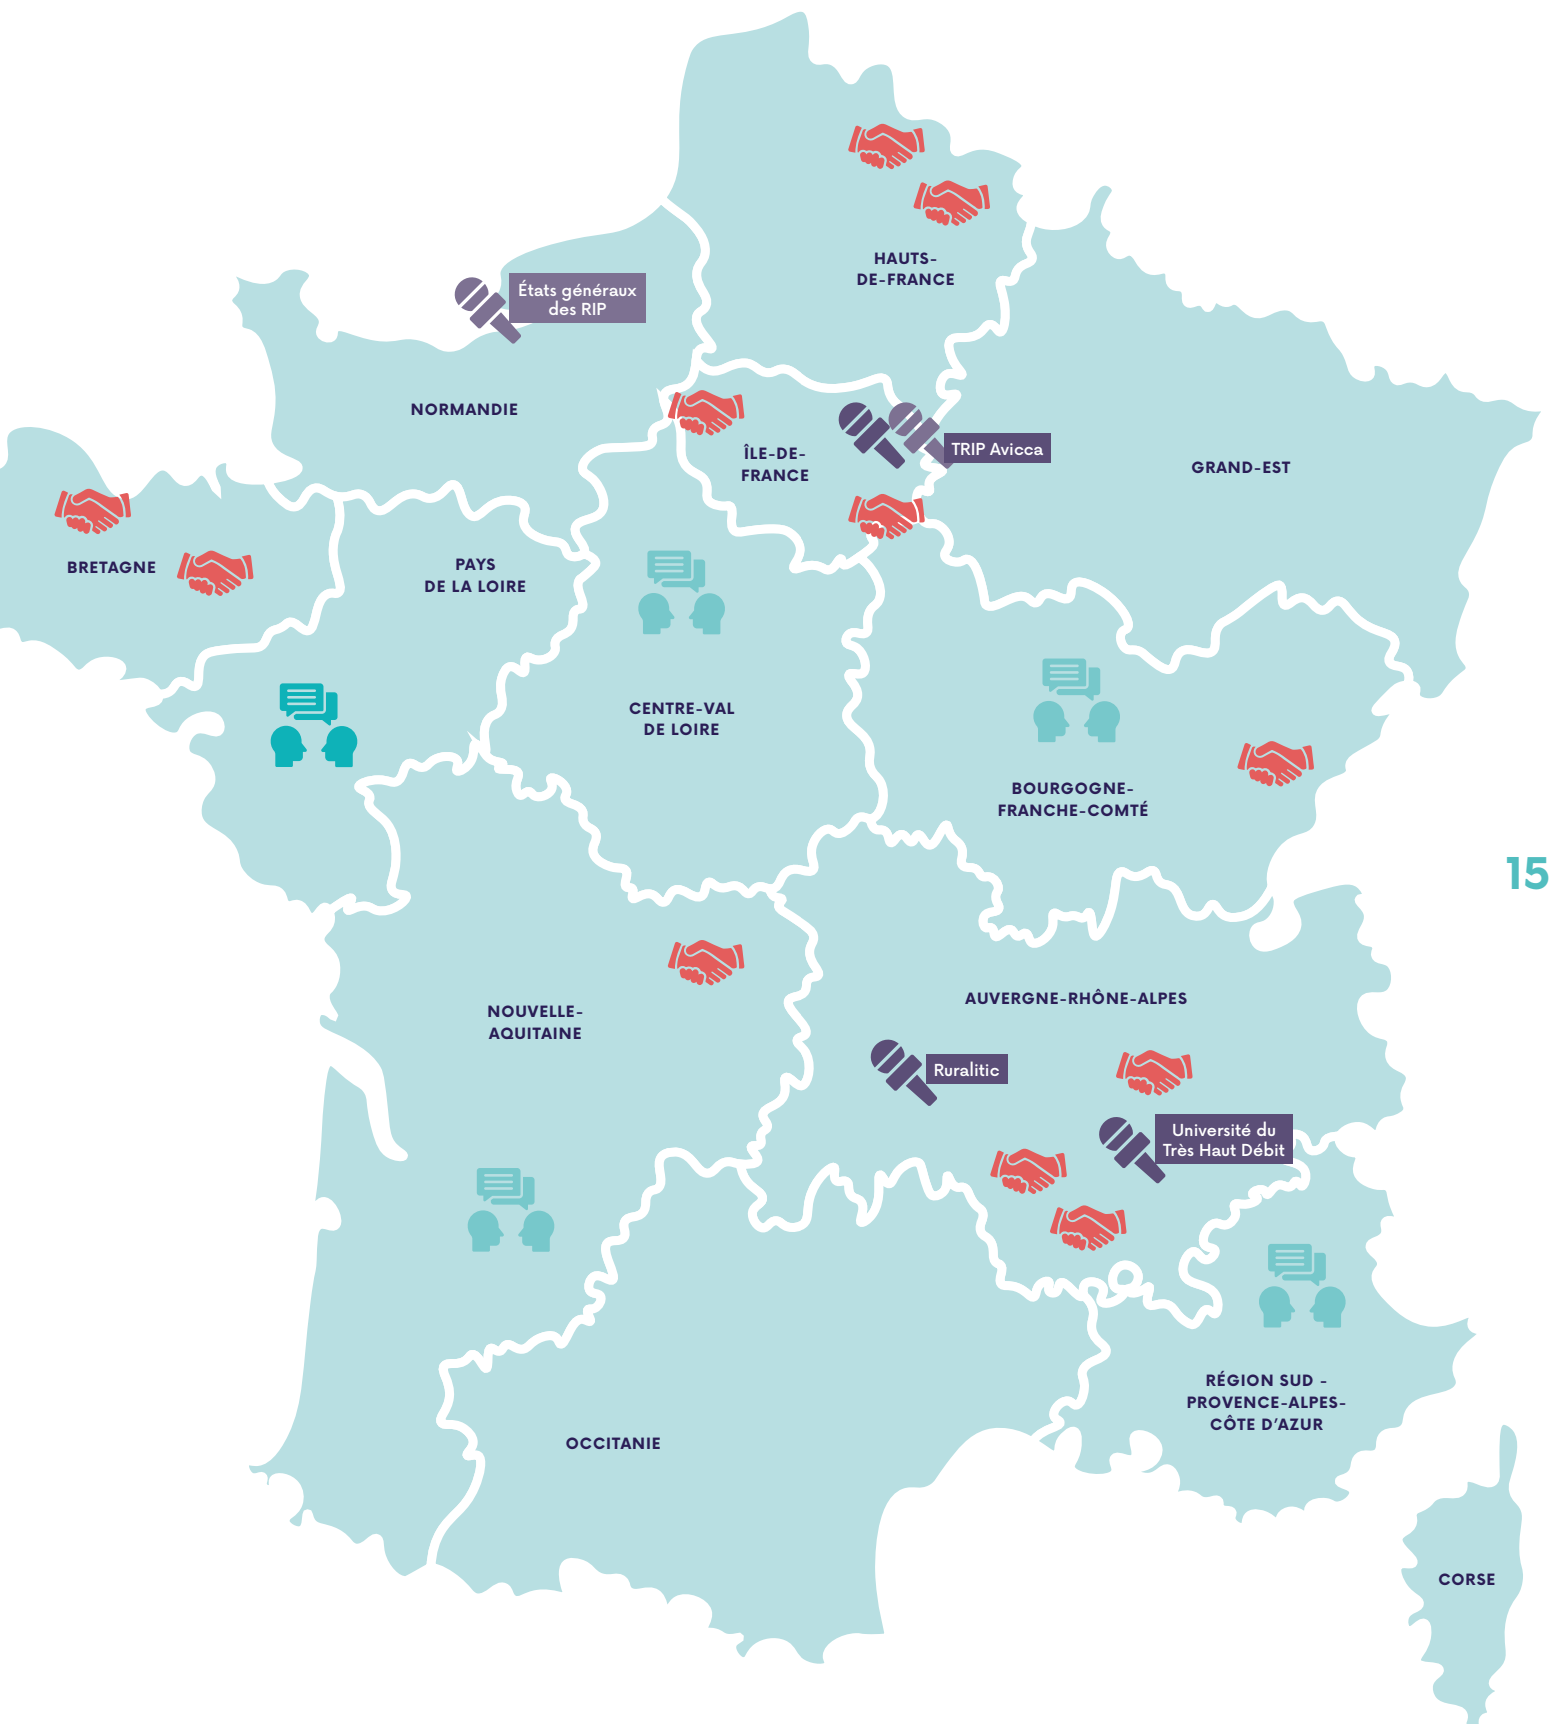 HAUTS-
DE-FRANCE
États généraux
des RIP
NORMANDIE
TRIP Avicca
ÎLE-DE-
FRANCE
GRAND-EST
BRETAGNE
PAYS
DE LA LOIRE
CENTRE-VAL
DE LOIRE
BOURGOGNE-
FRANCHE-COMTÉ
15
NOUVELLE-
AQUITAINE
AUVERGNE-RHÔNE-ALPES
Ruralitic
Université du
Très Haut Débit
RÉGION SUD -
PROVENCE-ALPES-
CÔTE D'AZUR
OCCITANIE
CORSE